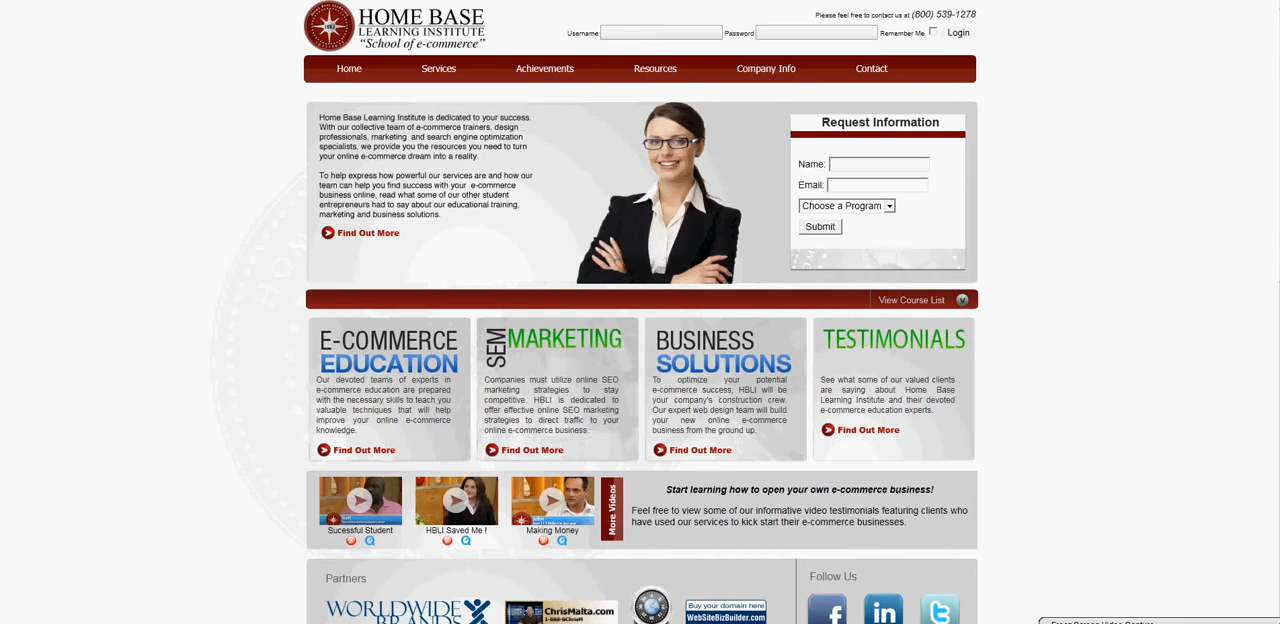 HOME BASE
LEARNING INSTITUTE
"School of e-commerce"
Please feel free to contact us at (800) 539-1278
Username Password Remember Me Login
Home Services Achievements Resources Company Info Contact
Home Base Learning Institute is dedicated to your success.
With our collective team of e-commerce trainers, design
professionals, marketing and search engine optimization
specialists, we provide you the resources you need to turn
your online e-commerce dream into a reality.
To help express how powerful our services are and how our
team can help you find success with your e-commerce
business online, read what some of our other student
entrepreneurs had to say about our educational training,
marketing and business solutions.
Find Out More
Request Information
Name:
Email:
Choose a Program
Submit
View Course List
E-COMMERCE
EDUCATION
Our devoted teams of experts in
e-commerce education are prepared
with the necessary skills to teach you
valuable techniques that will help
improve your online e-commerce
knowledge.
Find Out More
SEM MARKETING
Companies must utilize online SEO
marketing strategies to stay
competitive. HBLI is dedicated to
offer effective online SEO marketing
strategies to direct traffic to your
online e-commerce business.
Find Out More
BUSINESS
SOLUTIONS
To optimize your potential
e-commerce success, HBLI will be
your company's construction crew.
Our expert web design team will build
your new online e-commerce
business from the ground up.
Find Out More
TESTIMONIALS
See what some of our valued clients
are saying about Home Base
Learning Institute and their devoted
e-commerce education experts.
Find Out More
Sucessful Student
HBLI Saved Me !
Making Money
More Videos
Start learning how to open your own e-commerce business!
Feel free to view some of our informative video testimonials featuring clients who
have used our services to kick start their e-commerce businesses.
Partners
WORLDWIDE
BRANDS
ChrisMalta.com
Buy your domain here
WebSiteBizBuilder.com
Follow Us